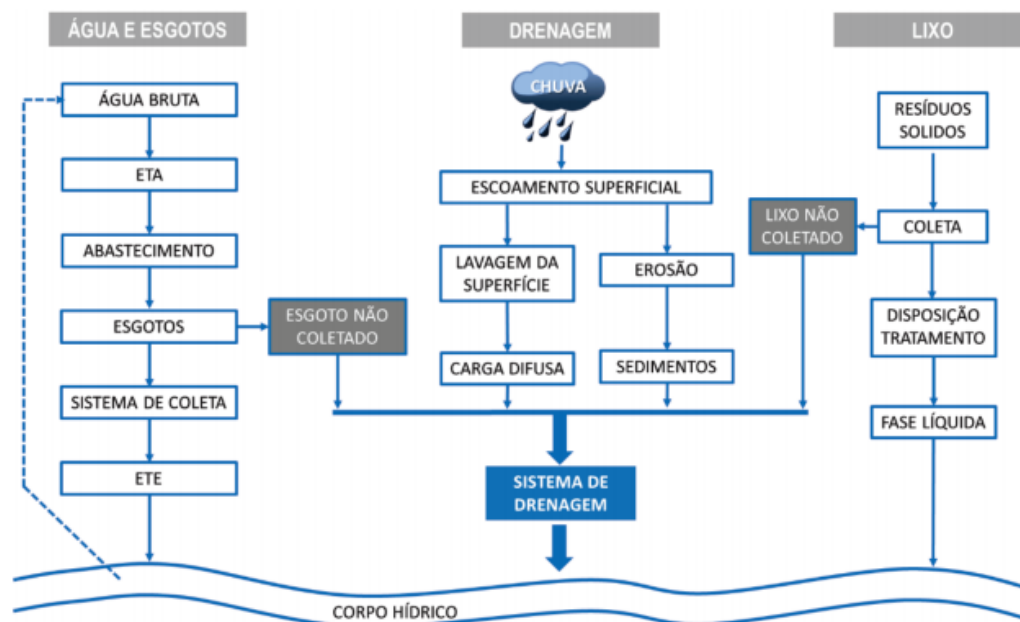 ÁGUA E ESGOTOS
ÁGUA BRUTA
ETA
ABASTECIMENTO
ESGOTOS
ESGOTO NÃO
COLETADO
SISTEMA DE COLETA
ETE
DRENAGEM
CHUVA
ESCOAMENTO SUPERFICIAL
LAVAGEM DA
SUPERFÍCIE
EROSÃO
CARGA DIFUSA
SEDIMENTOS
SISTEMA DE
DRENAGEM
LIXO
RESÍDUOS
SOLIDOS
LIXO NÃO
COLETADO
COLETA
DISPOSIÇÃO
TRATAMENTO
FASE LÍQUIDA
CORPO HÍDRICO